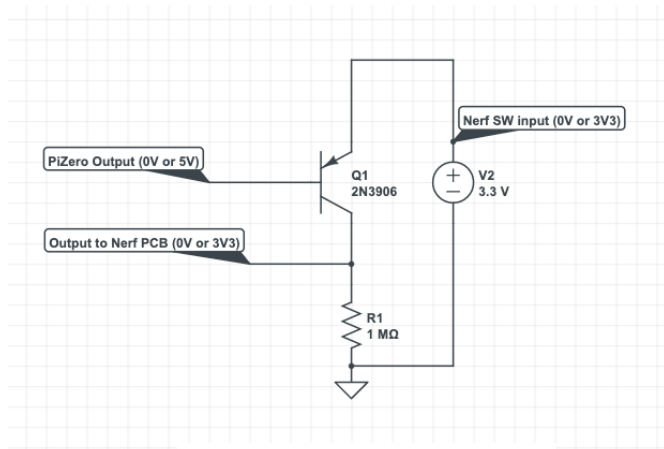 Nerf SW input (0V or 3V3)
PiZero Output (0V or 5V)
Q1
2N3906
+
−
V2
3.3 V
Output to Nerf PCB (0V or 3V3)
R1
1 MΩ